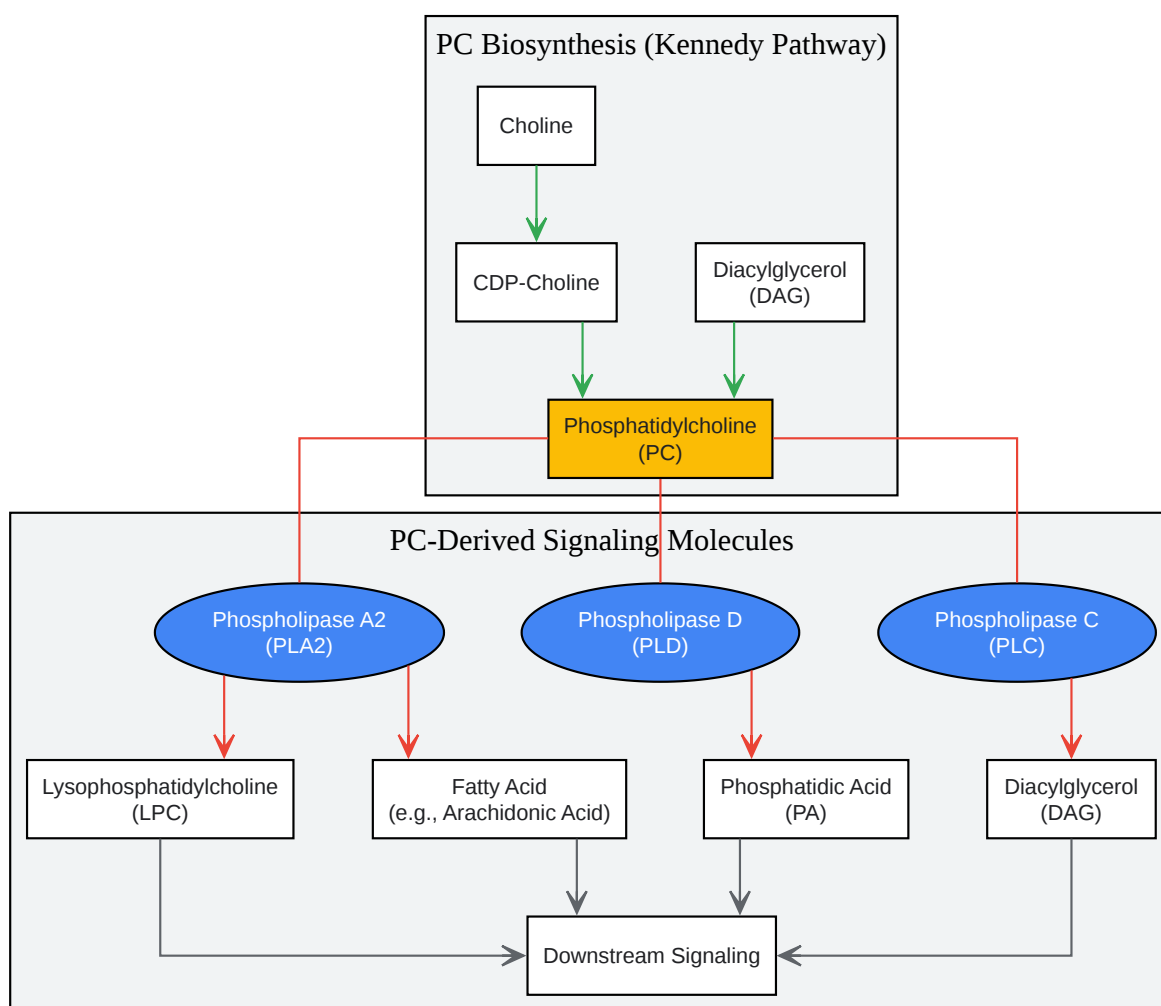 PC Biosynthesis (Kennedy Pathway)
Choline
CDP-Choline
Diacylglycerol
(DAG)
Phosphatidylcholine
(PC)
PC-Derived Signaling Molecules
Phospholipase A2
(PLA2)
Phospholipase D
(PLD)
Phospholipase C
(PLC)
Lysophosphatidylcholine
(LPC)
Fatty Acid
(e.g., Arachidonic Acid)
Phosphatidic Acid
(PA)
Diacylglycerol
(DAG)
Downstream Signaling